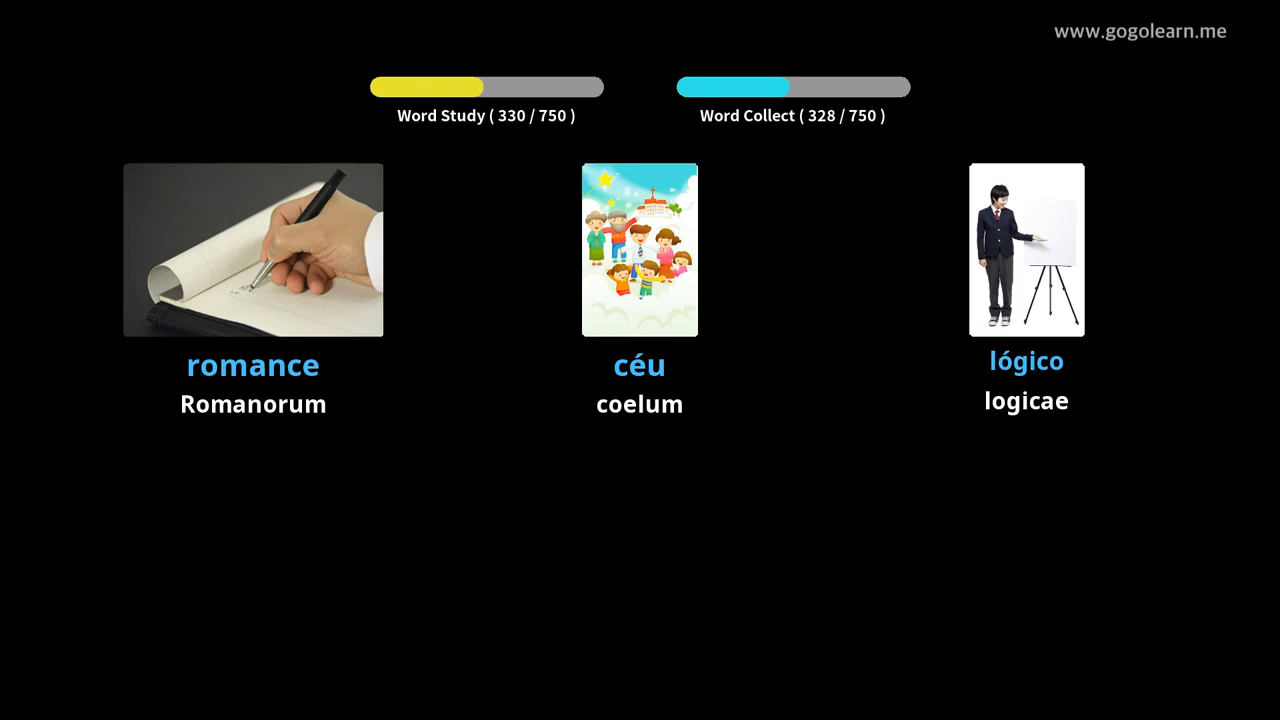 www.gogolearn.me
Word Study ( 330 / 750 )
Word Collect ( 328 / 750 )
romance
Romanorum
céu
coelum
lógico
logicae